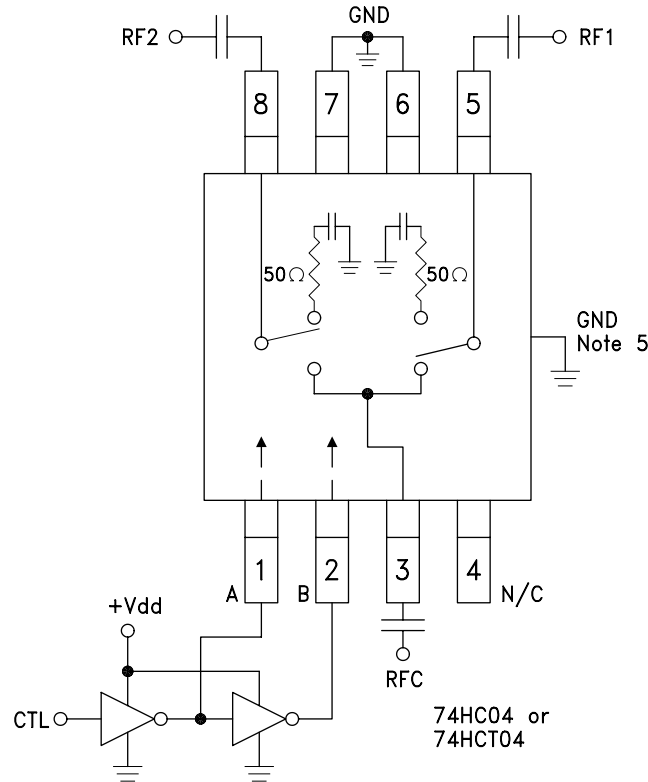 GND
RF2
RF1
8
7
6
5
50Ω
50Ω
GND
Note 5
1
2
3
4
A
B
N/C
+Vdd
RFC
CTL
74HC04 or
74HCT04